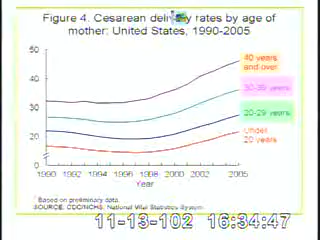 Figure 4. Cesarean delivery rates by age of
mother: United States, 1990-2005
50
40
30
20
10
0
40 years
and over
30-39 years
20-29 years
Under
20 years
1990 1992 1994 1996 1998 2000 2002 2005
Year
Based on preliminary data.
SOURCE: CDC/NCHS, National Vital Statistics System
11-13-102 16:34:47